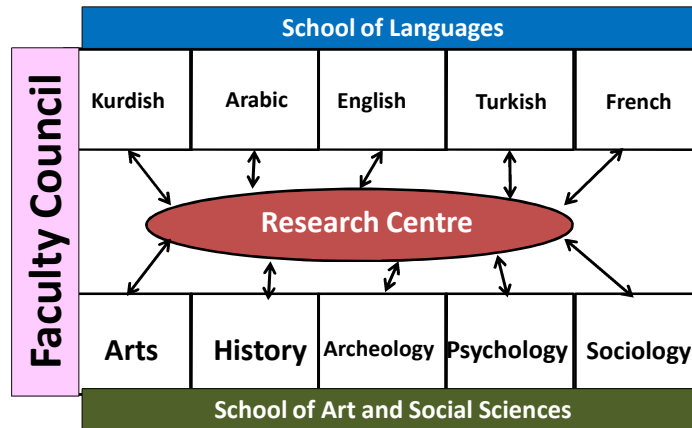 School of Languages
Faculty Council
Kurdish
Arabic
English
Turkish
French
Research Centre
Arts
History
Archeology
Psychology
Sociology
School of Art and Social Sciences